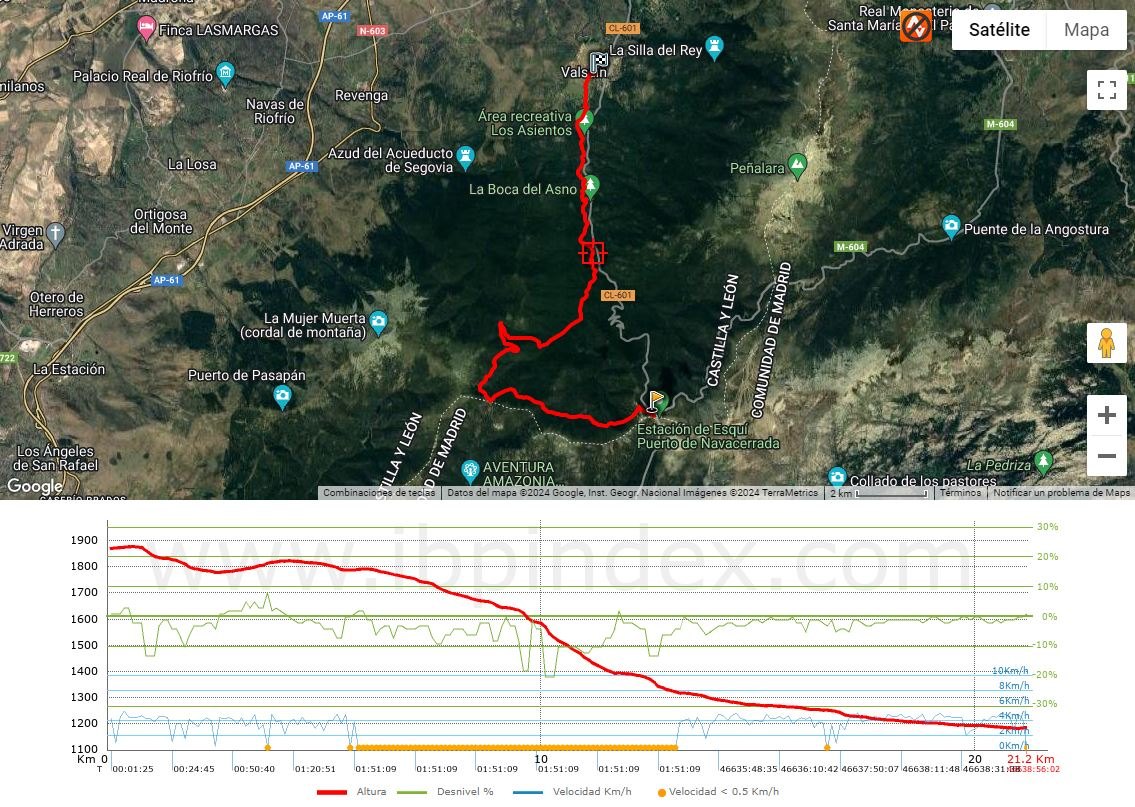 AP-61
N-603
CL-601
Finca LASMARGAS
La Silla del Rey
Real Monasterio de
Santa María
Satélite
Mapa
Palacio Real de Riofrío
Navas de
Riofrío
Revenga
Área recreativa
Los Asientos
M-604
La Losa
AP-61
Azud del Acueducto
de Segovia
La Boca del Asno
Peñalara
Virgen
Adrada
Ortigosa
del Monte
M-604
Puente de la Angostura
AP-61
Otero de
Herreros
CL-601
CASTILLA Y LEÓN
COMUNIDAD DE MADRID
La Mujer Muerta
(cordal de montaña)
La Estación
Puerto de Pasapán
Estación de Esquí
Puerto de Navacerrada
Los Ángeles
de San Rafael
AVENTURA
AMAZONIA...
La Pedriza
Collado de los pastores
Google
Combinaciones de teclas
Datos del mapa ©2024 Google, Inst. Geogr. Nacional Imágenes ©2024 TerraMetrics
2 km
Términos
Notificar un problema de Maps
www.ibpindex.com
1900
1800
1700
1600
1500
1400
1300
1200
1100
30%
20%
10%
0%
-10%
-20%
-30%
10Km/h
8Km/h
6Km/h
4Km/h
2Km/h
0Km/h
Km 0
10
20
21.2 Km
T
00:01:25
00:24:45
00:50:40
01:20:51
01:51:09
01:51:09
01:51:09
01:51:09
01:51:09
01:51:09
46635:48:35
46636:10:42
46637:50:07
46638:11:48
Altura
Desnivel %
Velocidad Km/h
Velocidad < 0.5 Km/h